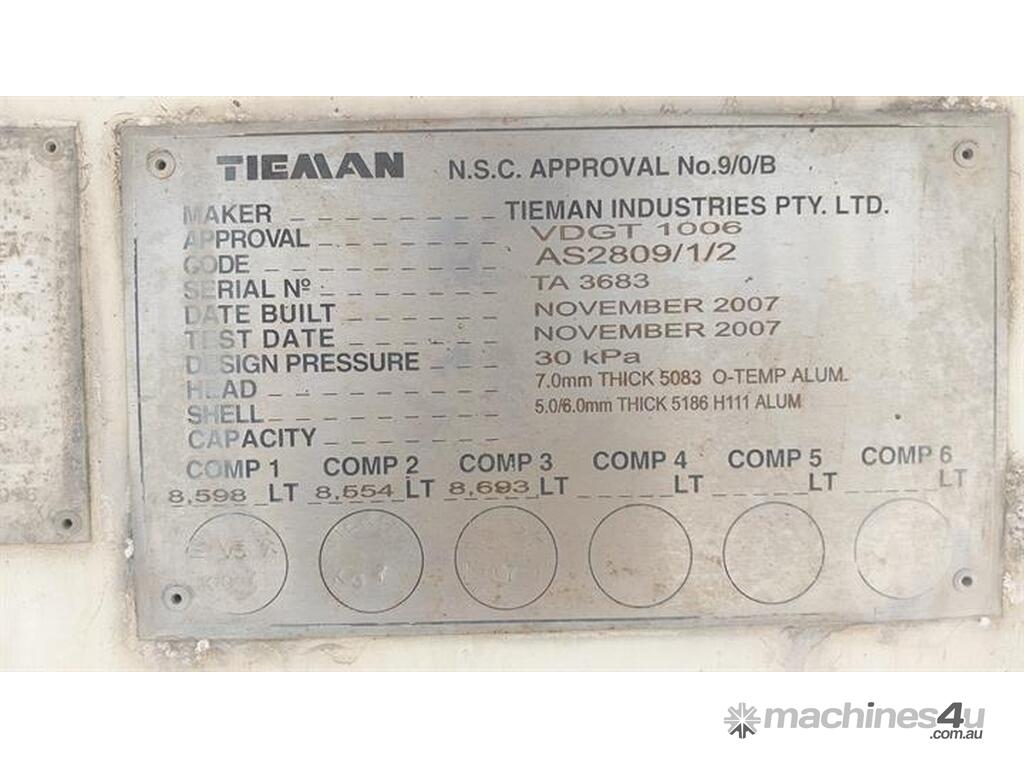 TIEMAN N.S.C. APPROVAL No.9/0/B
MAKER TIEMAN INDUSTRIES PTY. LTD.
APPROVAL VDGT 1006
CODE AS2809/1/2
SERIAL Nº TA 3683
DATE BUILT NOVEMBER 2007
TEST DATE NOVEMBER 2007
DESIGN PRESSURE 30 kPa
HEAD 7.0mm THICK 5083 O-TEMP ALUM.
SHELL 5.0/6.0mm THICK 5186 H111 ALUM
CAPACITY
COMP 1 COMP 2 COMP 3 COMP 4 COMP 5 COMP 6
8,598 LT 8,554 LT 8,693 LT LT LT LT
machines4u
.com.au